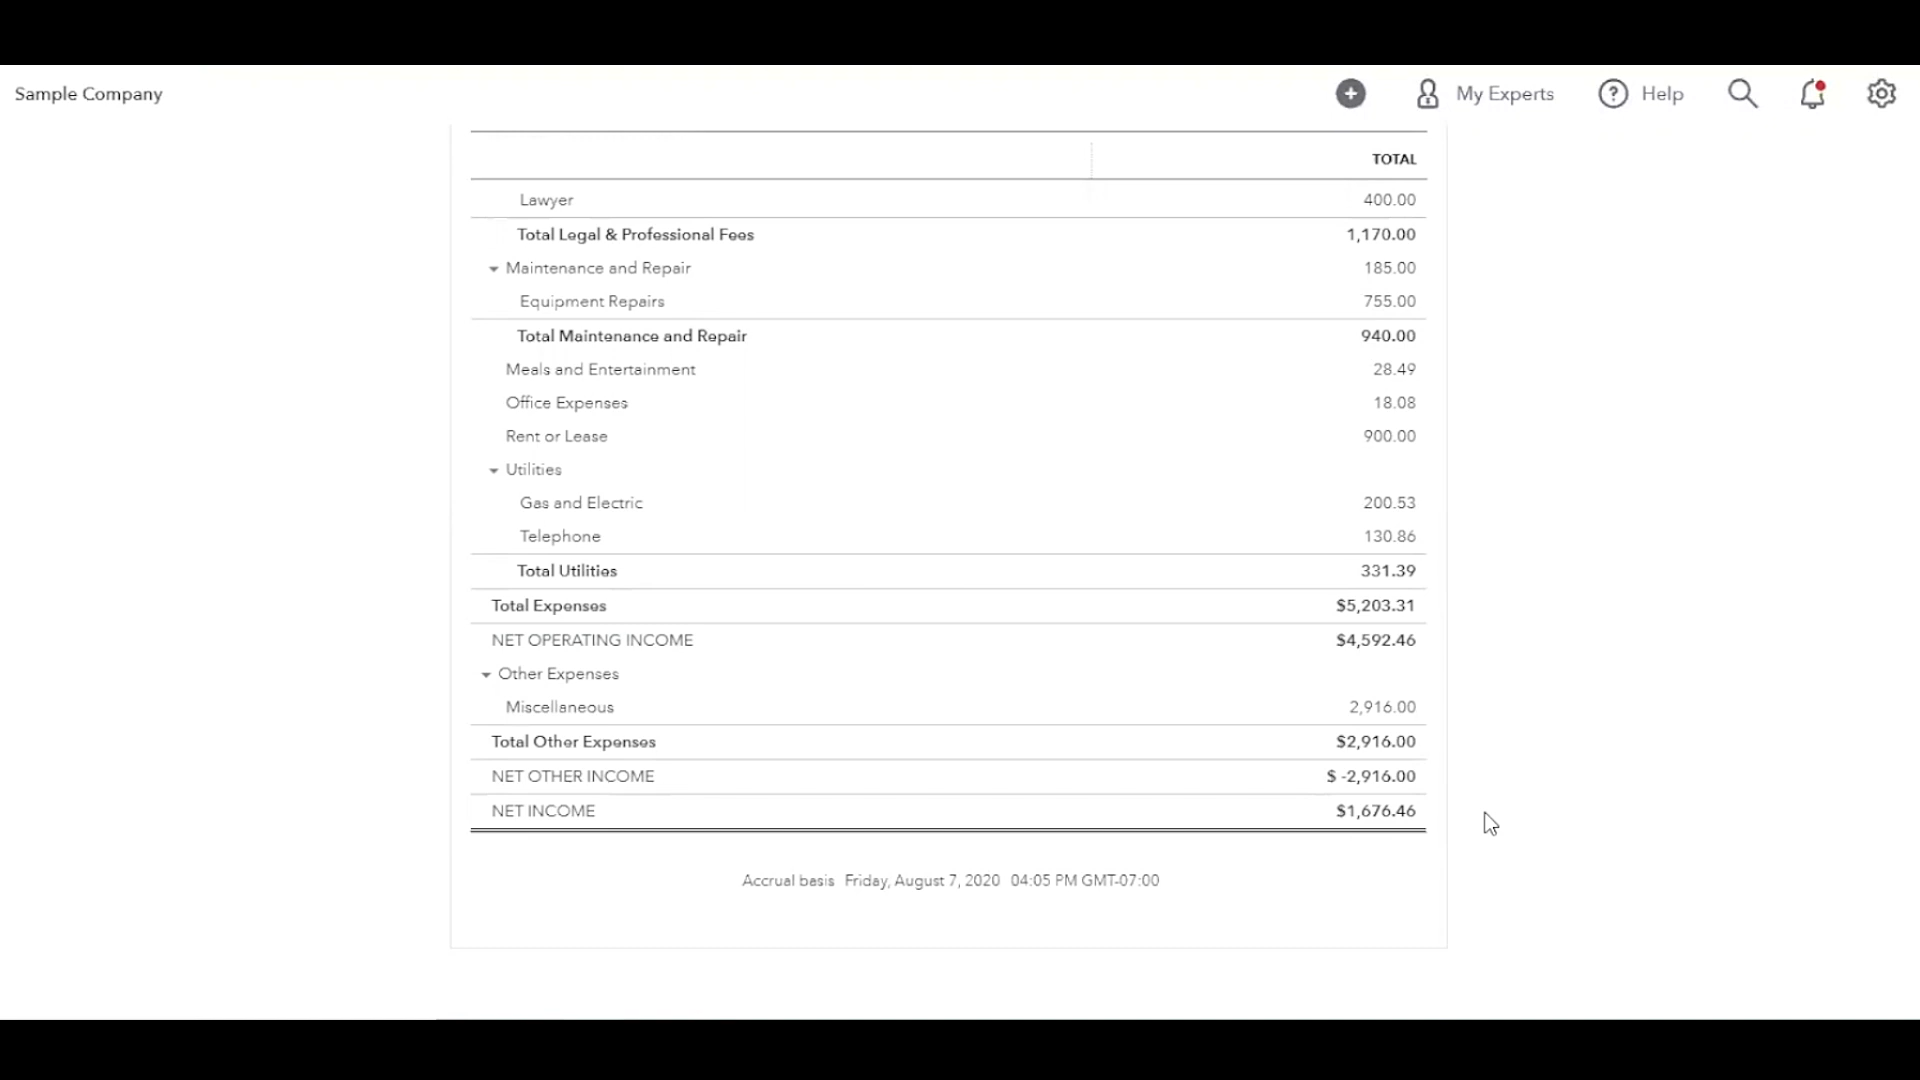 Sample Company
My Experts
Help
TOTAL
Lawyer 400.00
Total Legal & Professional Fees 1,170.00
Maintenance and Repair 185.00
Equipment Repairs 755.00
Total Maintenance and Repair 940.00
Meals and Entertainment 28.49
Office Expenses 18.08
Rent or Lease 900.00
Utilities
Gas and Electric 200.53
Telephone 130.86
Total Utilities 331.39
Total Expenses $5,203.31
NET OPERATING INCOME $4,592.46
Other Expenses
Miscellaneous 2,916.00
Total Other Expenses $2,916.00
NET OTHER INCOME $ -2,916.00
NET INCOME $1,676.46
Accrual basis Friday, August 7, 2020 04:05 PM GMT-07:00